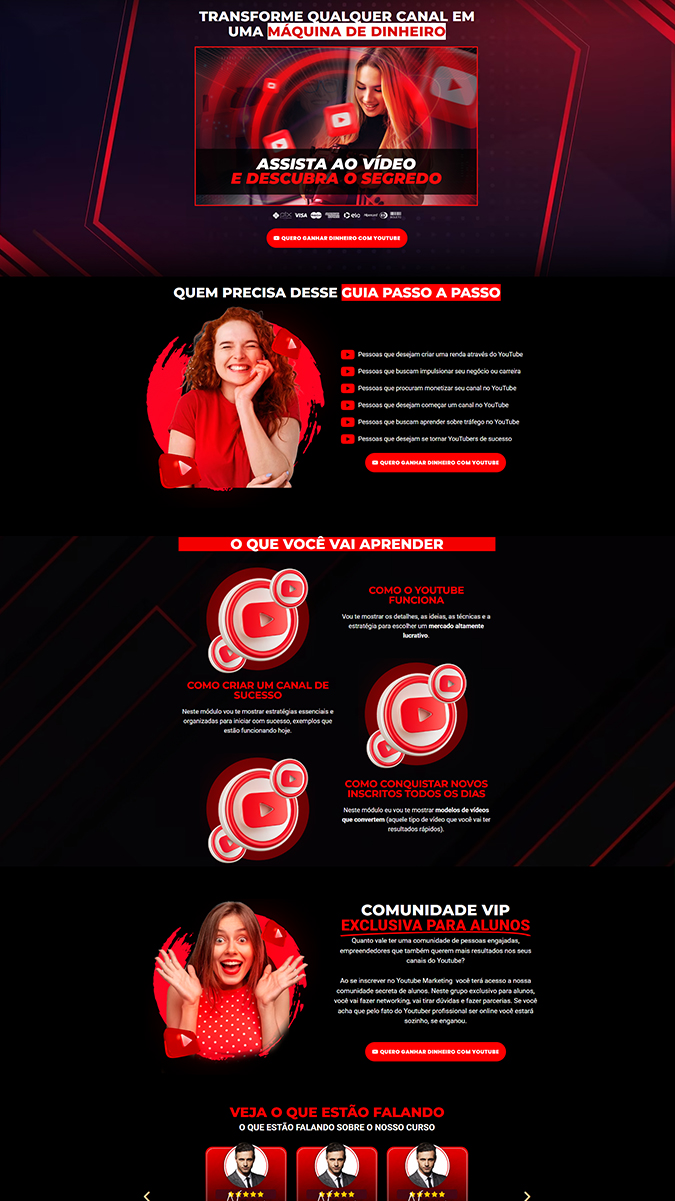 TRANSFORME QUALQUER CANAL EM
UMA MÁQUINA DE DINHEIRO
ASSISTA AO VÍDEO
E DESCUBRA O SEGREDO
VISA
elo
QUERO GANHAR DINHEIRO COM YOUTUBE
QUEM PRECISA DESSE GUIA PASSO A PASSO
Pessoas que desejam criar uma renda através do YouTube
Pessoas que buscam impulsionar seu negócio ou carreira
Pessoas que procuram monetizar seu canal no YouTube
Pessoas que desejam começar um canal no YouTube
Pessoas que buscam aprender sobre tráfego no YouTube
Pessoas que desejam se tornar YouTubers de sucesso
QUERO GANHAR DINHEIRO COM YOUTUBE
O QUE VOCÊ VAI APRENDER
COMO O YOUTUBE
FUNCIONA
Vou te mostrar os detalhes, as ideias, as técnicas e a
estratégia para escolher um mercado altamente
lucrativo.
COMO CRIAR UM CANAL DE
SUCESSO
Neste módulo vou te mostrar estratégias essenciais e
organizadas para iniciar com sucesso, exemplos que
estão funcionando hoje.
COMO CONQUISTAR NOVOS
INSCRITOS TODOS OS DIAS
Neste módulo eu vou te mostrar modelos de vídeos
que convertem (aquele tipo de vídeo que você vai ter
resultados rápidos).
COMUNIDADE VIP
EXCLUSIVA PARA ALUNOS
Quanto vale ter uma comunidade de pessoas engajadas,
empreendedores que também querem mais resultados nos seus
canais do Youtube?
Ao se inscrever no Youtube Marketing você terá acesso a nossa
comunidade secreta de alunos. Neste grupo exclusivo para alunos,
você vai fazer networking, vai tirar dúvidas e fazer parcerias. Se você
acha que pelo fato do Youtuber profissional ser online você estará
sozinho, se enganou.
QUERO GANHAR DINHEIRO COM YOUTUBE
VEJA O QUE ESTÃO FALANDO
O QUE ESTÃO FALANDO SOBRE O NOSSO CURSO